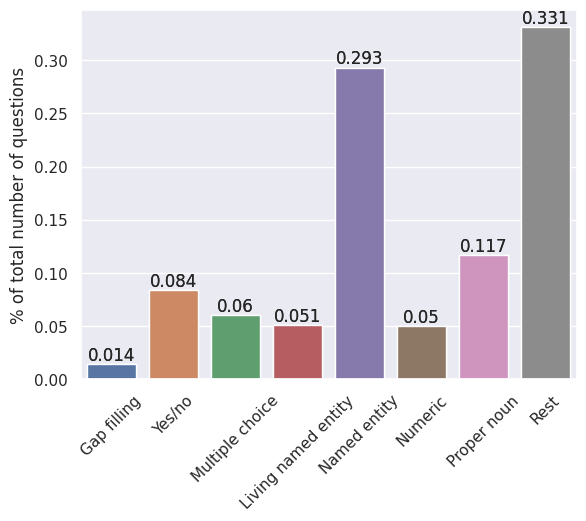 % of total number of questions
0.30
0.25
0.20
0.15
0.10
0.05
0.00
0.014
0.084
0.06
0.051
0.293
0.05
0.117
0.331
Gap filling
Yes/no
Multiple choice
Living named entity
Named entity
Numeric
Proper noun
Rest